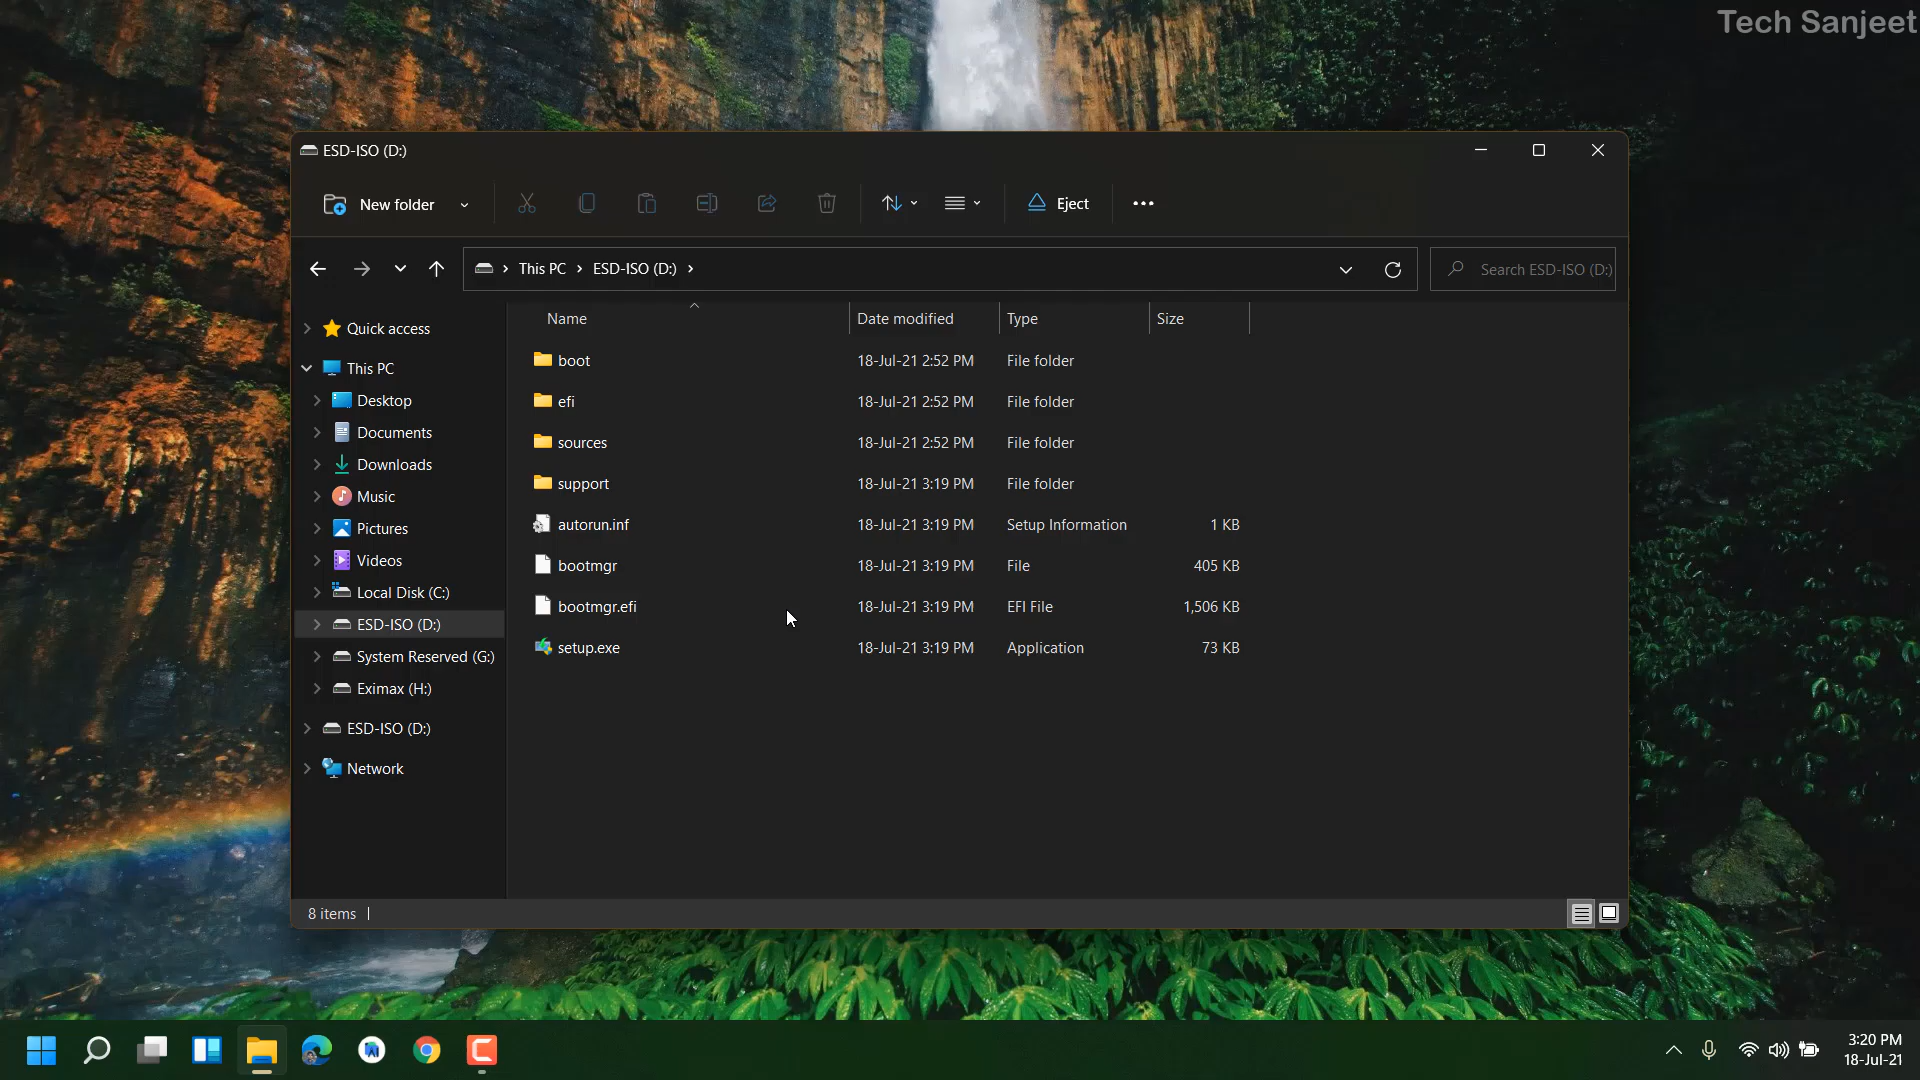 Tech Sanjeet
ESD-ISO (D:)
New folder
Eject
This PC
ESD-ISO (D:)
Search ESD-ISO (D:)
Name
Date modified
Type
Size
Quick access
This PC
Desktop
Documents
Downloads
Music
Pictures
Videos
Local Disk (C:)
ESD-ISO (D:)
System Reserved (G:)
Eximax (H:)
ESD-ISO (D:)
Network
boot 18-Jul-21 2:52 PM File folder
efi 18-Jul-21 2:52 PM File folder
sources 18-Jul-21 2:52 PM File folder
support 18-Jul-21 3:19 PM File folder
autorun.inf 18-Jul-21 3:19 PM Setup Information 1 KB
bootmgr 18-Jul-21 3:19 PM File 405 KB
bootmgr.efi 18-Jul-21 3:19 PM EFI File 1,506 KB
setup.exe 18-Jul-21 3:19 PM Application 73 KB
8 items
3:20 PM
18-Jul-21